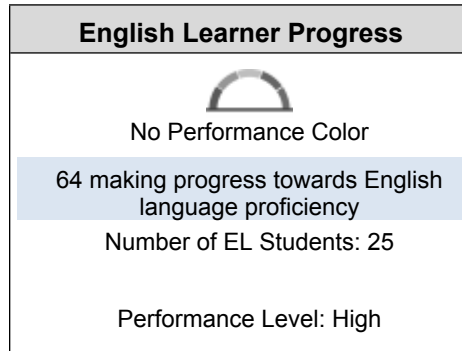 English Learner Progress
No Performance Color
64 making progress towards English
language proficiency
Number of EL Students: 25
Performance Level: High